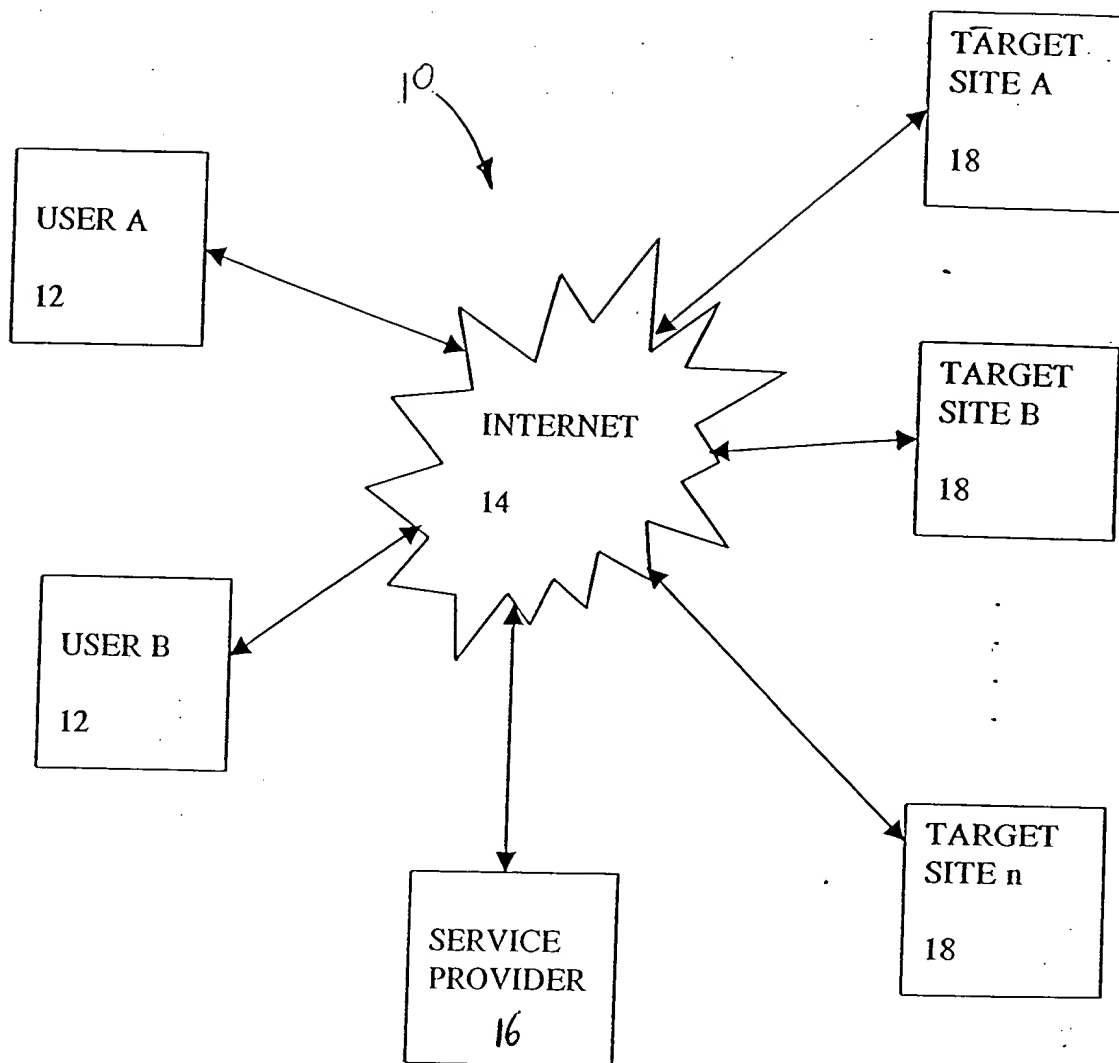 10
TARGET
SITE A
18
USER A
12
INTERNET
14
TARGET
SITE B
18
USER B
12
SERVICE
PROVIDER
16
TARGET
SITE n
18